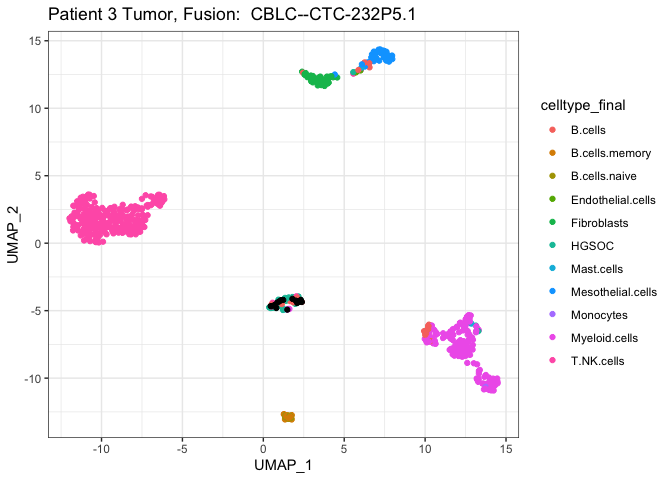 Patient 3 Tumor, Fusion:  CBLC--CTC-232P5.1
15
10
5
0
-5
-10
-10
-5
0
5
10
15
UMAP_1
UMAP_2
celltype_final
B.cells
B.cells.memory
B.cells.naive
Endothelial.cells
Fibroblasts
HGSOC
Mast.cells
Mesothelial.cells
Monocytes
Myeloid.cells
T.NK.cells